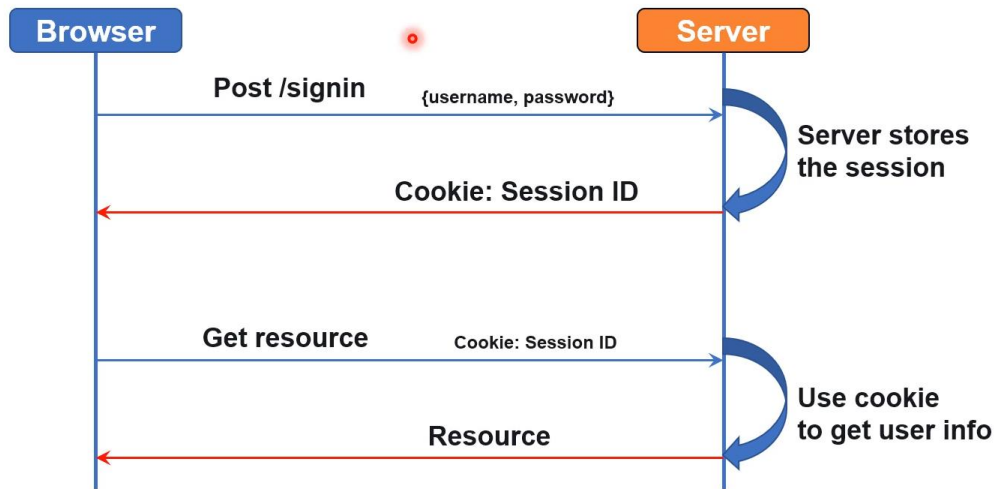 Browser
Server
Post /signin
{username, password}
Server stores
the session
Cookie: Session ID
Get resource
Cookie: Session ID
Use cookie
to get user info
Resource